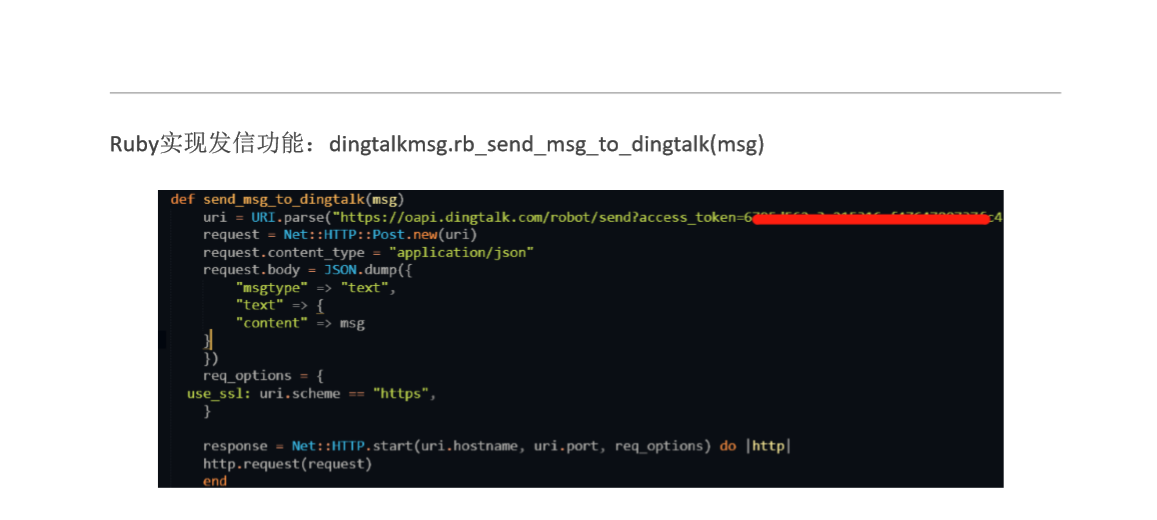 Ruby实现发信功能：dingtalkmsg.rb_send_msg_to_dingtalk(msg)
def send_msg_to_dingtalk(msg)
uri = URI.parse("https://oapi.dingtalk.com/robot/send?access_token=6
request = Net::HTTP::Post.new(uri)
request.content_type = "application/json"
request.body = JSON.dump({
"msgtype" => "text",
"text" => {
"content" => msg
}
})
req_options = {
use_ssl: uri.scheme == "https",
}
response = Net::HTTP.start(uri.hostname, uri.port, req_options) do |http|
http.request(request)
end